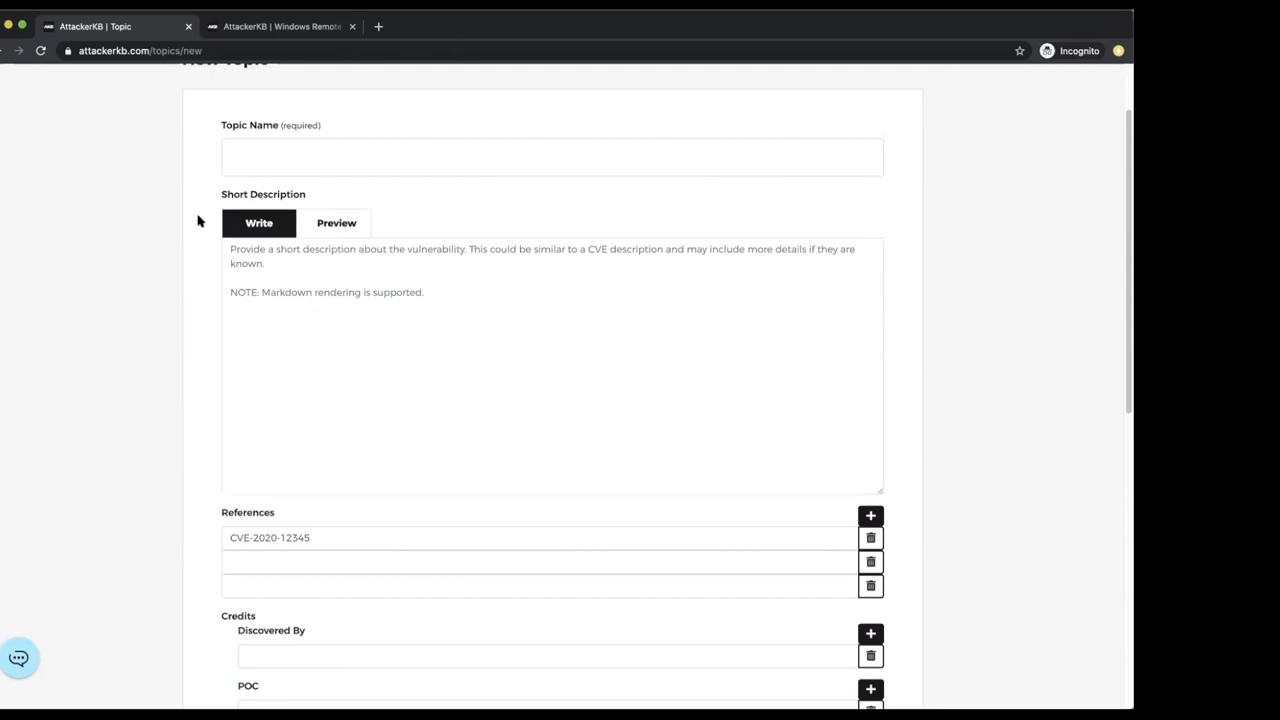 AttackerKB | Topic
AttackerKB | Windows Remote
attackerkb.com/topics/new
Incognito
New Topic
Topic Name (required)
Short Description
Write
Preview
Provide a short description about the vulnerability. This could be similar to a CVE description and may include more details if they are
known.
NOTE: Markdown rendering is supported.
References
CVE-2020-12345
Credits
Discovered By
POC